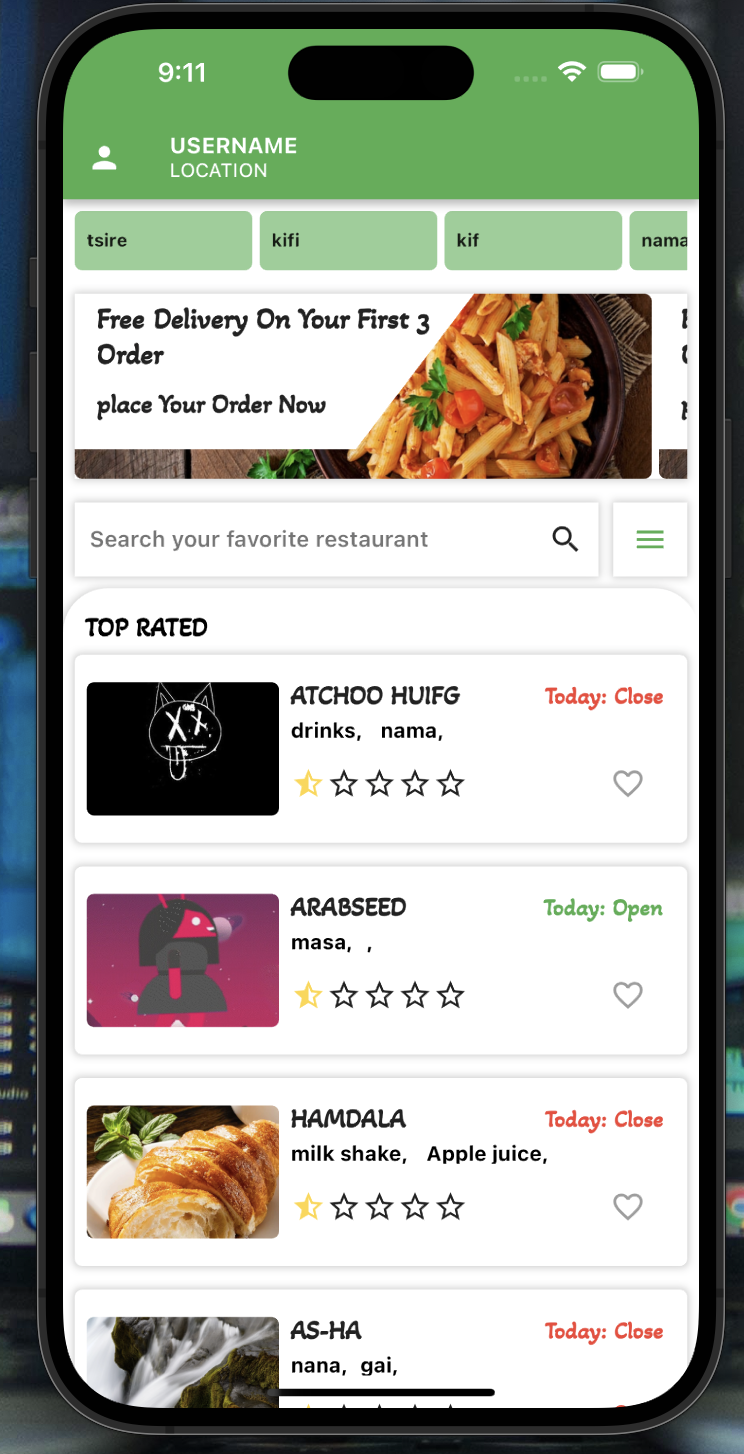 9:11
USERNAME
LOCATION
tsire kifi kif nama
Free Delivery On Your First 3
Order
place Your Order Now
Search your favorite restaurant
TOP RATED
ATCHOO HUIFG Today: Close
drinks, nama,
ARABSEED Today: Open
masa, ,
HAMDALA Today: Close
milk shake, Apple juice,
AS-HA Today: Close
nana, gai,